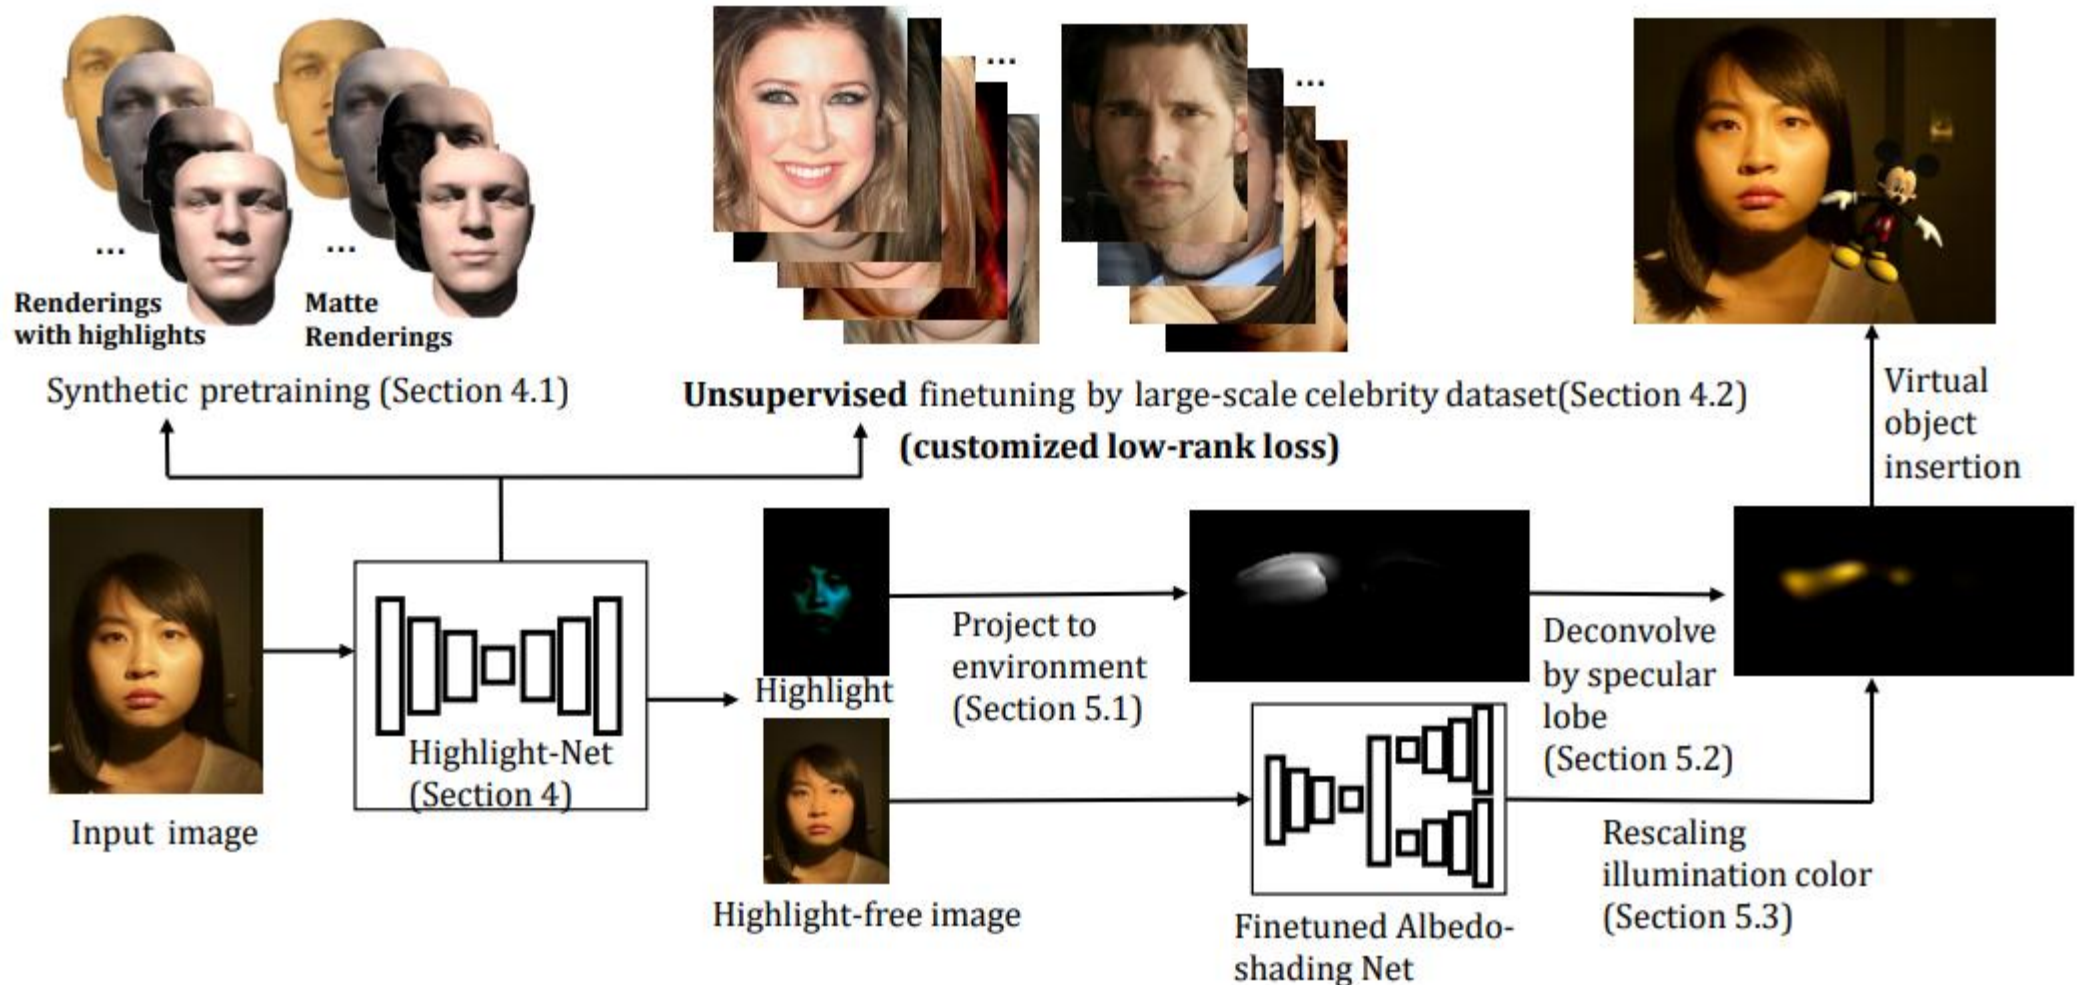 ...
...
Renderings
with highlights
...
Matte
Renderings
...
Synthetic pretraining (Section 4.1)
Unsupervised finetuning by large-scale celebrity dataset(Section 4.2)
(customized low-rank loss)
Virtual
object
insertion
Input image
Highlight-Net
(Section 4)
Highlight
Highlight-free image
Project to
environment
(Section 5.1)
Deconvolve
by specular
lobe
(Section 5.2)
Finetuned Albedo-
shading Net
Rescaling
illumination color
(Section 5.3)